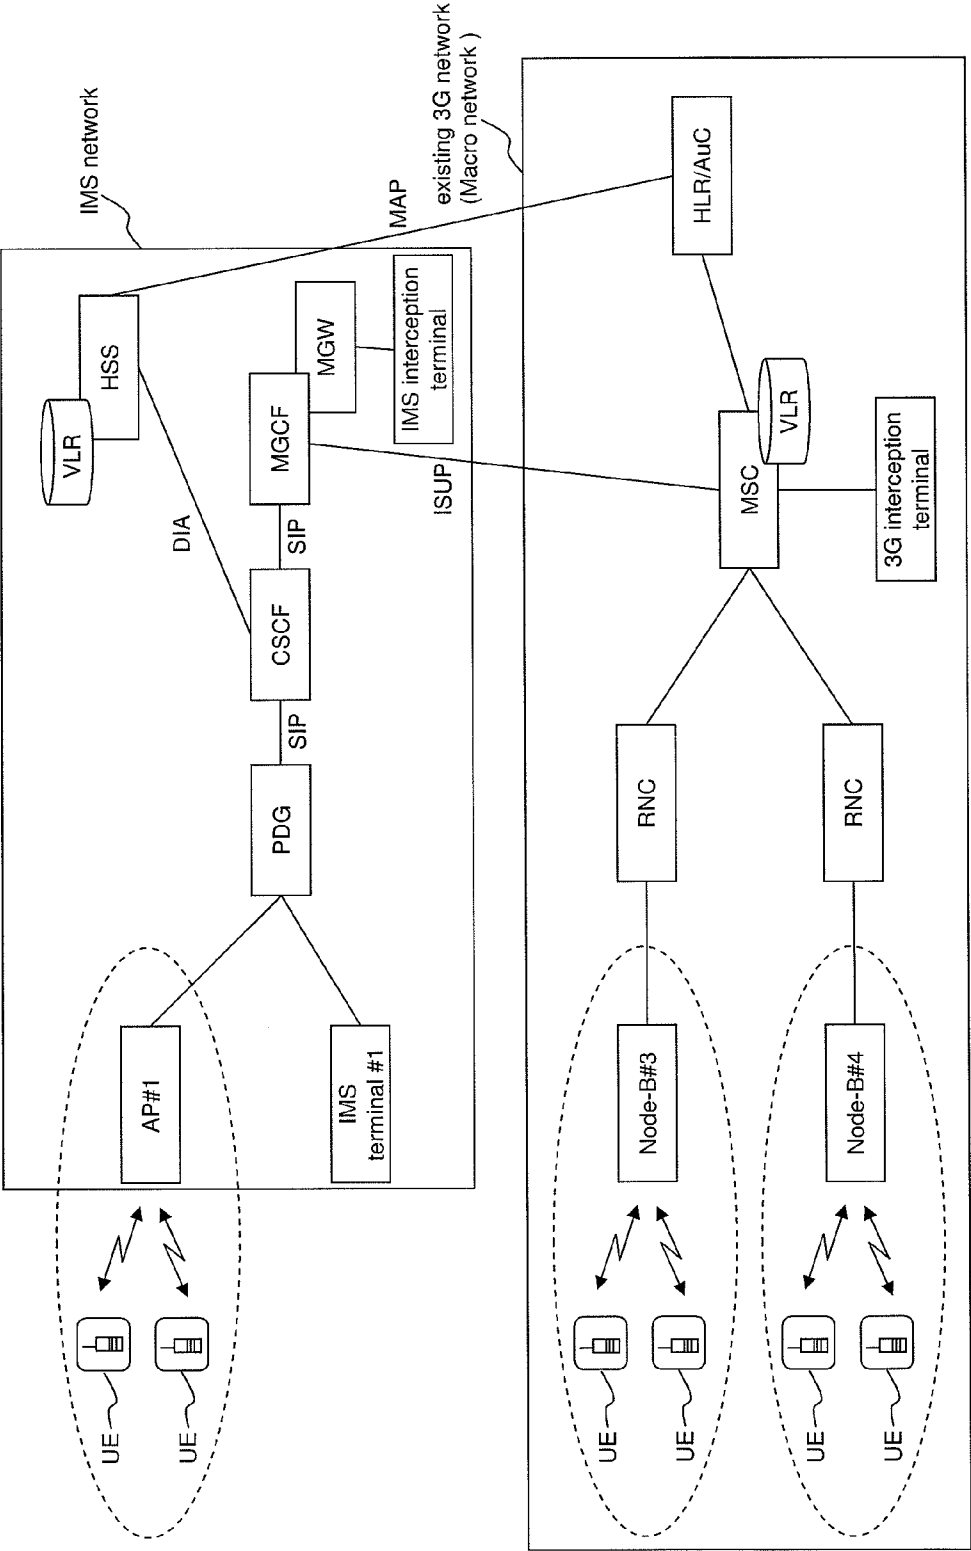 IMS network
VLR
HSS
DIA
MAP
MGW
MGCF
IMS interception
terminal
SIP
CSCF
SIP
PDG
ISUP
AP#1
IMS
terminal #1
UE
UE
existing 3G network
(Macro network )
HLR/AuC
VLR
MSC
3G interception
terminal
RNC
RNC
Node-B#3
Node-B#4
UE
UE
UE
UE